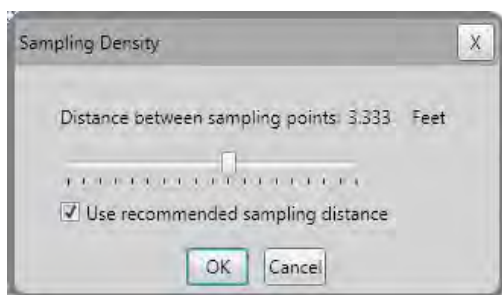 Sampling Density X
Distance between sampling points: 3.333 Feet
Use recommended sampling distance
OK Cancel